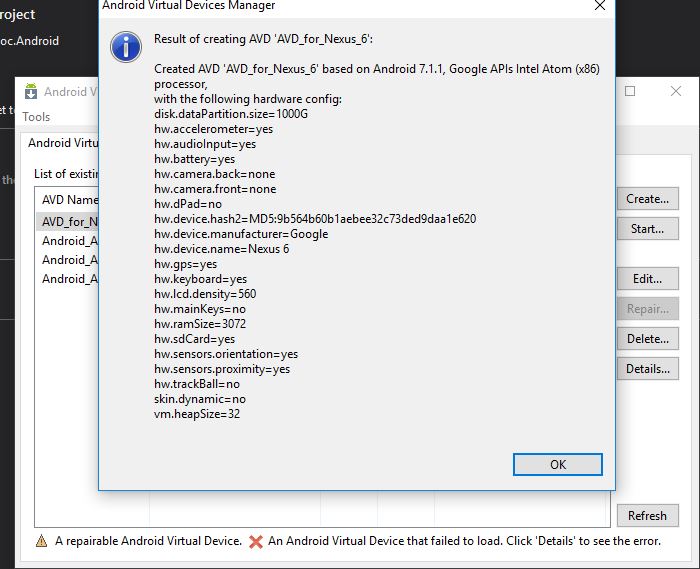 Android Virtual Devices Manager
roject
oc.Android
Result of creating AVD 'AVD_for_Nexus_6':
Created AVD 'AVD_for_Nexus_6' based on Android 7.1.1, Google APIs Intel Atom (x86)
processor,
with the following hardware config:
disk.dataPartition.size=1000G
hw.accelerometer=yes
hw.audioInput=yes
hw.battery=yes
hw.camera.back=none
hw.camera.front=none
hw.dPad=no
hw.device.hash2=MD5:9b564b60b1aebee32c73ded9daa1e620
hw.device.manufacturer=Google
hw.device.name=Nexus 6
hw.gps=yes
hw.keyboard=yes
hw.lcd.density=560
hw.mainKeys=no
hw.ramSize=3072
hw.sdCard=yes
hw.sensors.orientation=yes
hw.sensors.proximity=yes
hw.trackBall=no
skin.dynamic=no
vm.heapSize=32
OK
Android V
Tools
Android Virtu
List of existin
AVD Name
AVD_for_N
Android_A
Android_A
Android_A
Create...
Start...
Edit...
Repair...
Delete...
Details...
Refresh
A repairable Android Virtual Device. An Android Virtual Device that failed to load. Click 'Details' to see the error.